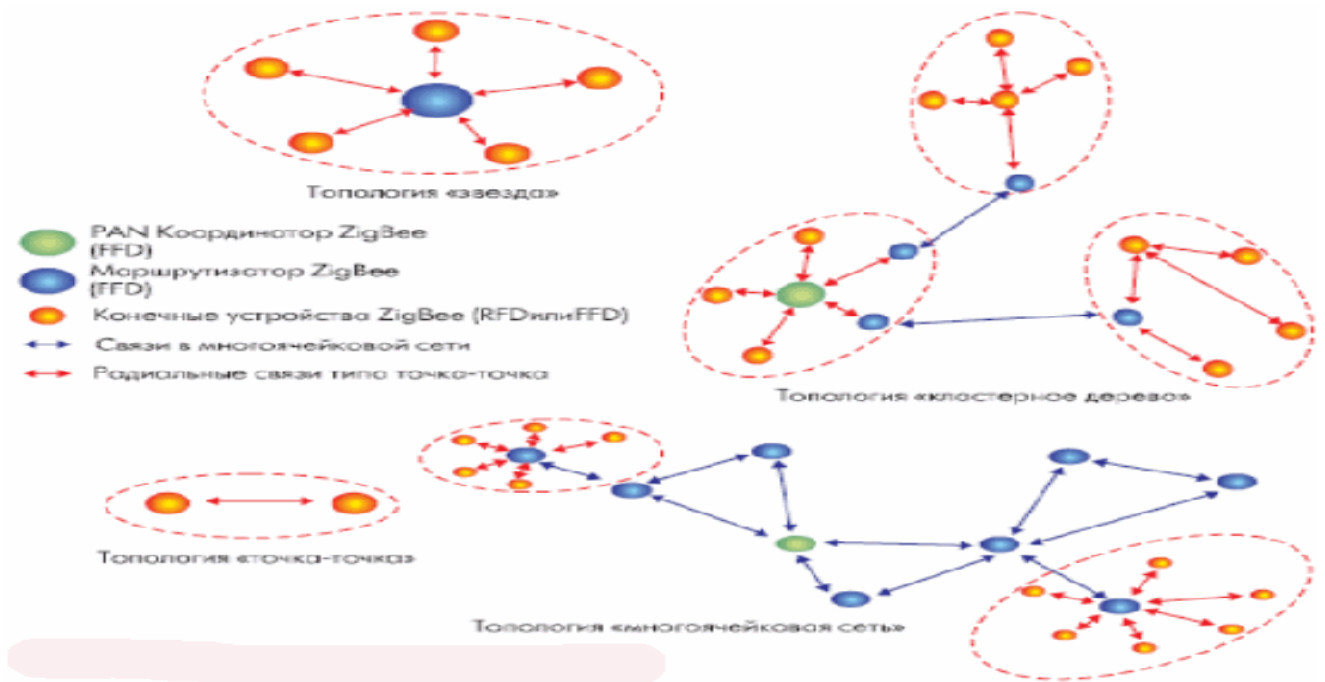 Топология «звезда»
PAN Координатор ZigBee
(FFD)
Маршрутизатор ZigBee
(FFD)
Конечные устройства ZigBee (RFDилиFFD)
Связи в многоячейковой сети
Радиальные связи типа точка-точка
Топология «кластерное дерево»
Топология «точка-точка»
Топология «многоячейковая сеть»